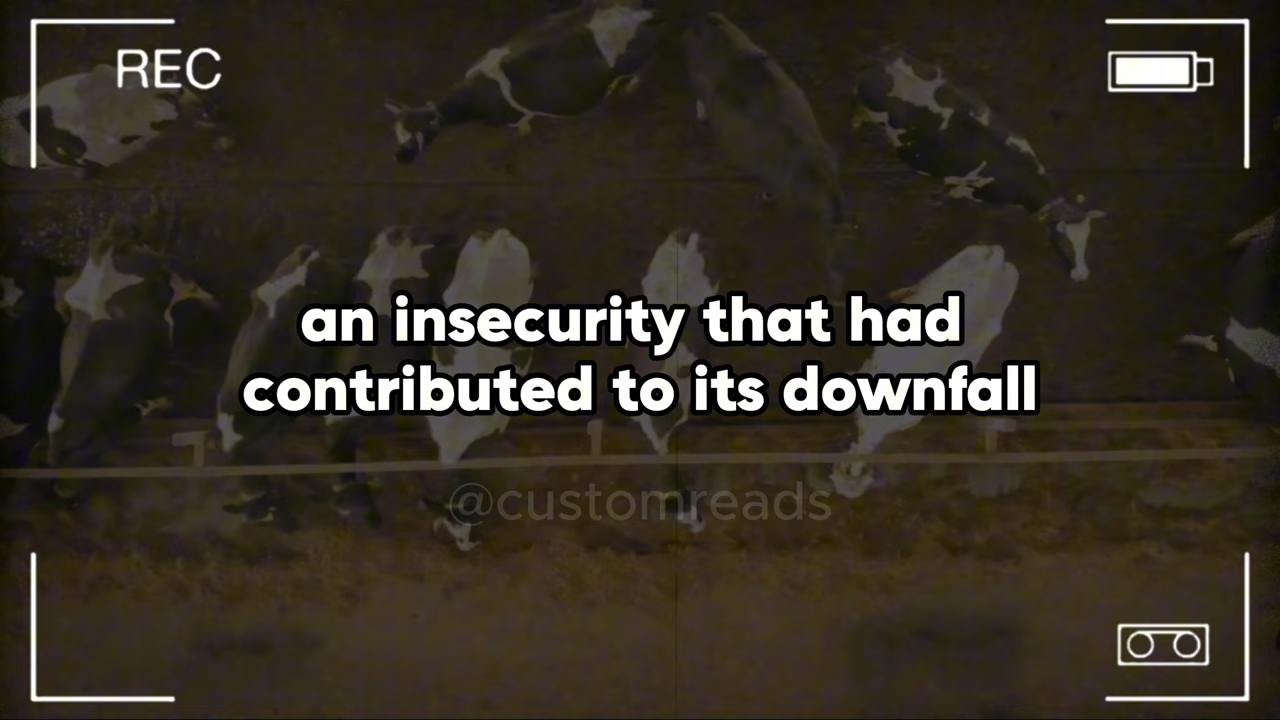 REC
an insecurity that had
contributed to its downfall
@customreads